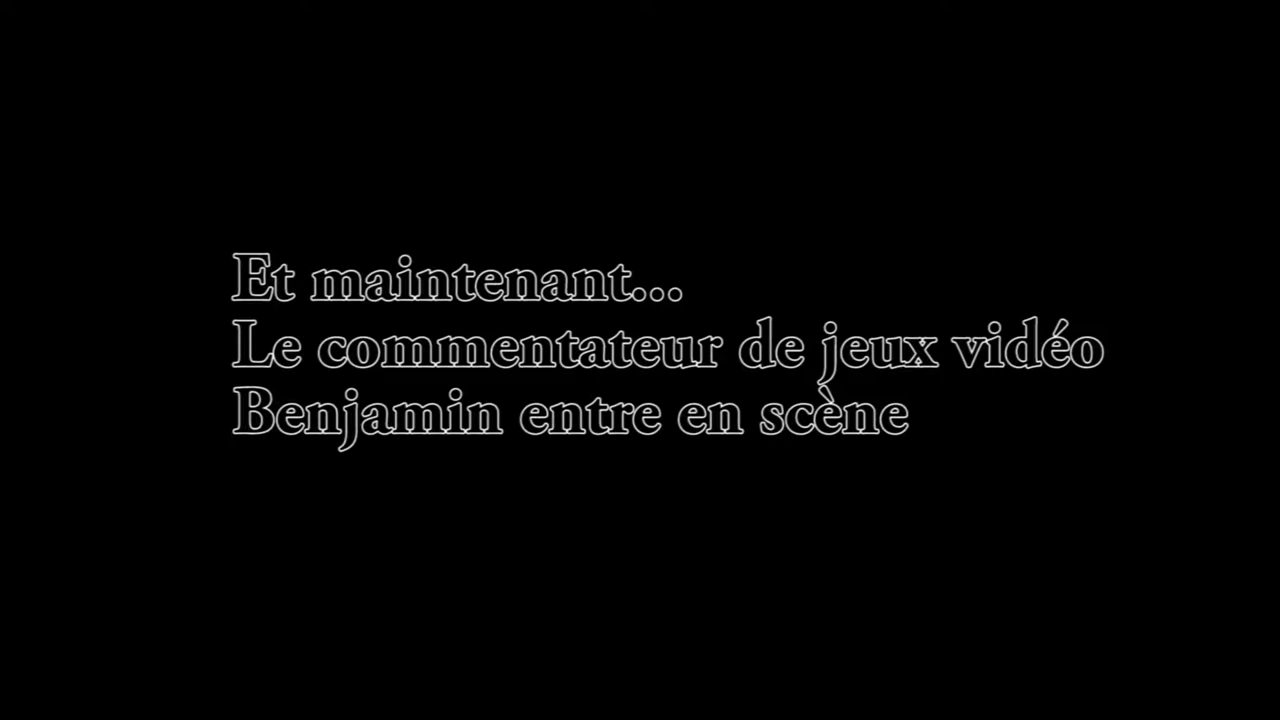 Et maintenant...
Le commentateur de jeux vidéo
Benjamin entre en scène